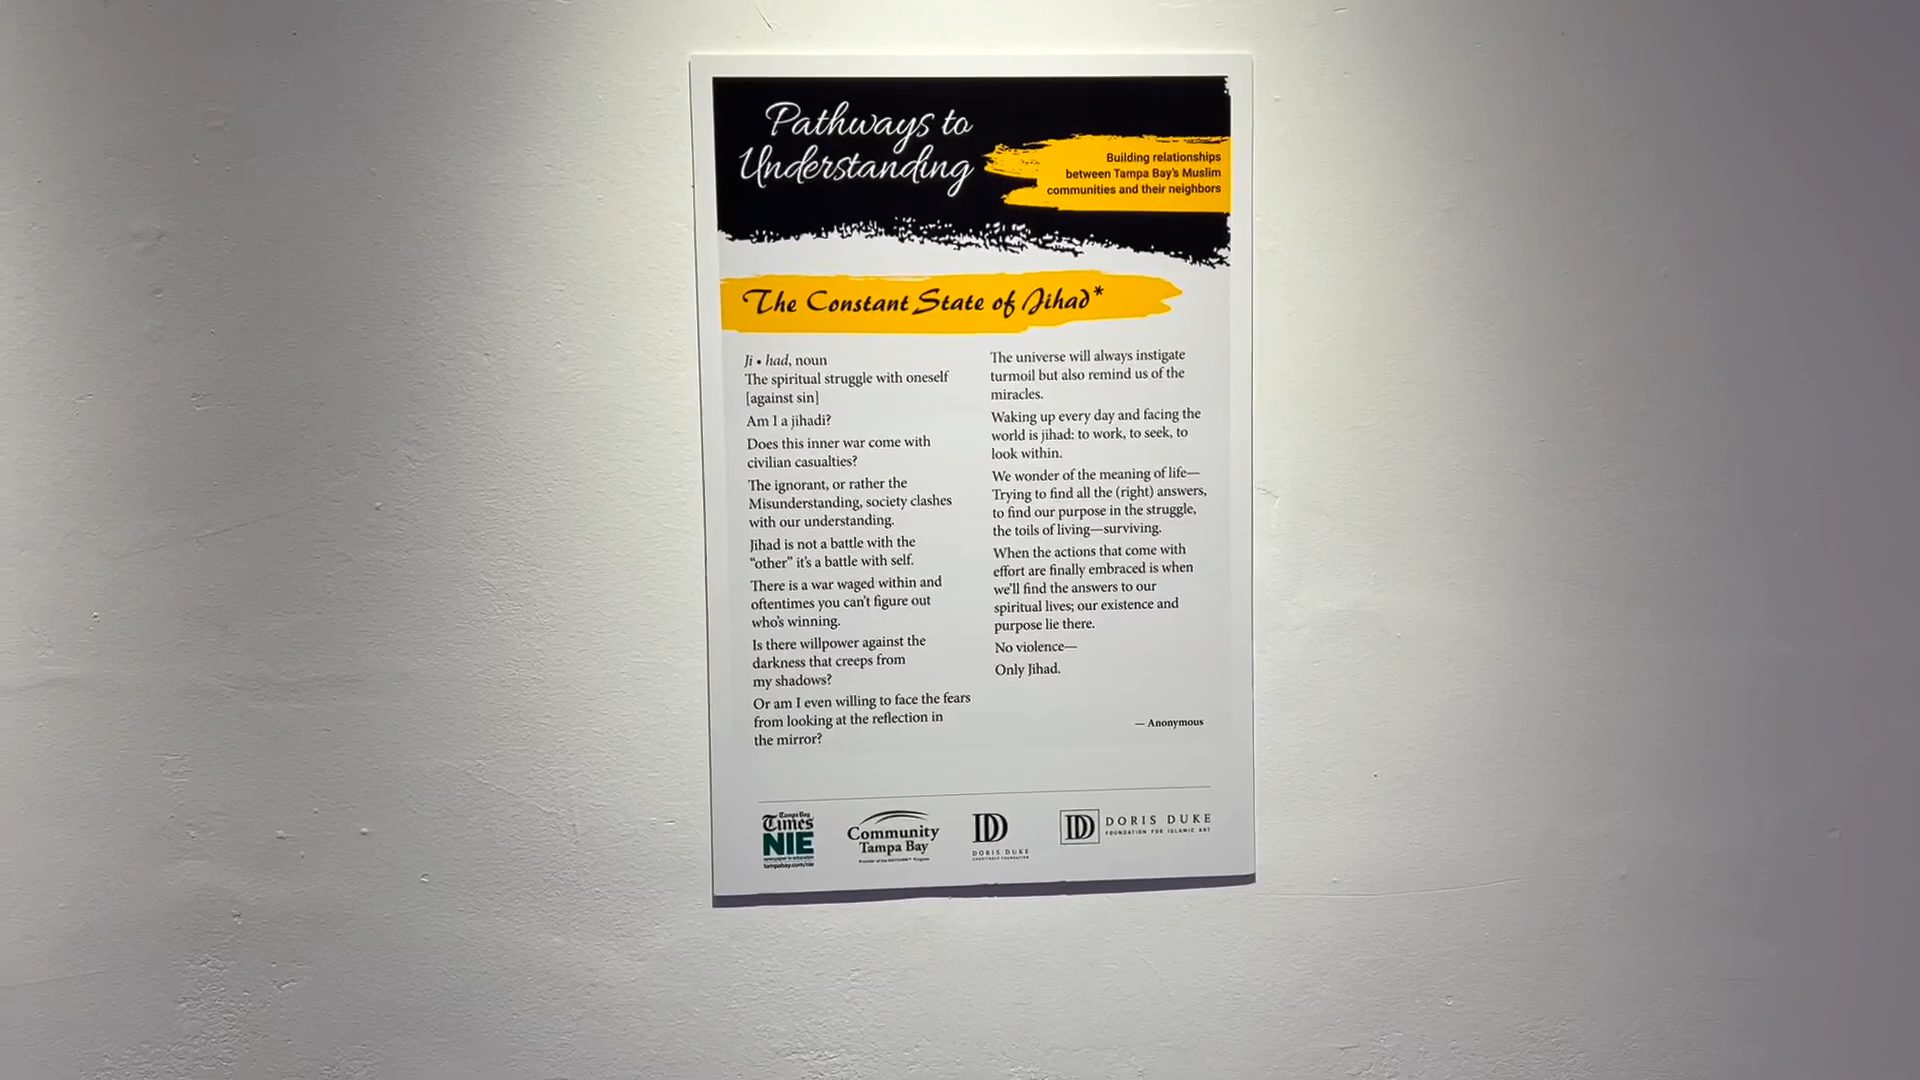 Pathways to
Understanding
Building relationships
between Tampa Bay's Muslim
communities and their neighbors
The Constant State of Jihad*
Ji • had, noun
The spiritual struggle with oneself
[against sin]
Am I a jihadi?
Does this inner war come with
civilian casualties?
The ignorant, or rather the
Misunderstanding, society clashes
with our understanding.
Jihad is not a battle with the
“other” it's a battle with self.
There is a war waged within and
oftentimes you can't figure out
who's winning.
Is there willpower against the
darkness that creeps from
my shadows?
Or am I even willing to face the fears
from looking at the reflection in
the mirror?
The universe will always instigate
turmoil but also remind us of the
miracles.
Waking up every day and facing the
world is jihad: to work, to seek, to
look within.
We wonder of the meaning of life—
Trying to find all the (right) answers,
to find our purpose in the struggle,
the toils of living—surviving.
When the actions that come with
effort are finally embraced is when
we'll find the answers to our
spiritual lives; our existence and
purpose lie there.
No violence—
Only Jihad.
— Anonymous
Tampa Bay
Times
NIE
newspaper in education
tampabay.com/nie
Community
Tampa Bay
DD
DORIS DUKE
CHARITABLE FOUNDATION
DD
DORIS DUKE
FOUNDATION FOR ISLAMIC ART